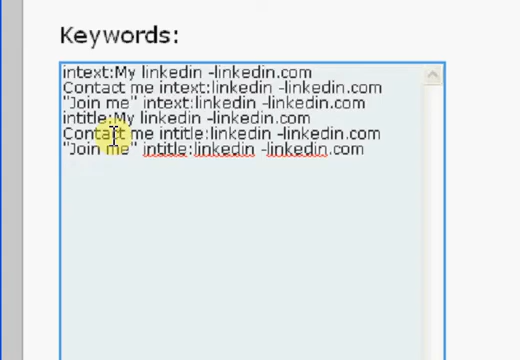 Keywords:
intext:My linkedin -linkedin.com
Contact me intext:linkedin -linkedin.com
"Join me" intext:linkedin -linkedin.com
intitle:My linkedin -linkedin.com
Contact me intitle:linkedin -linkedin.com
"Join me" intitle:linkedin -linkedin.com